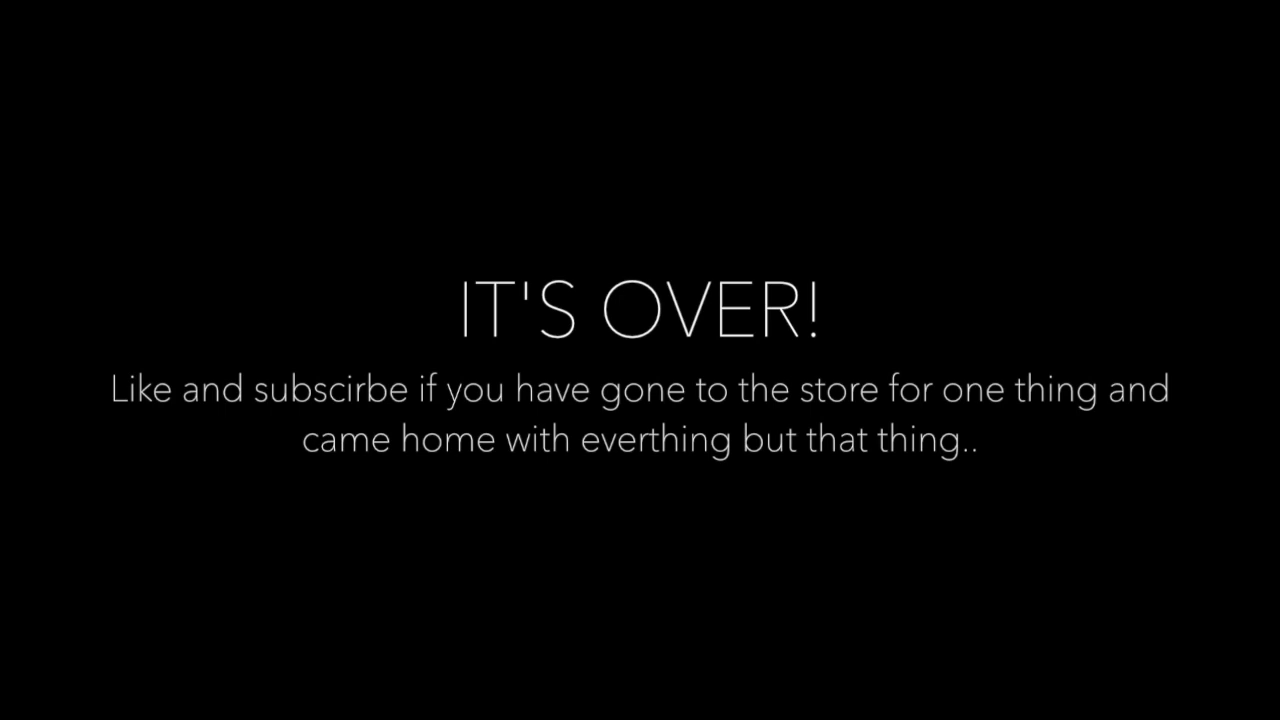 IT'S OVER!
Like and subscirbe if you have gone to the store for one thing and
came home with everthing but that thing..